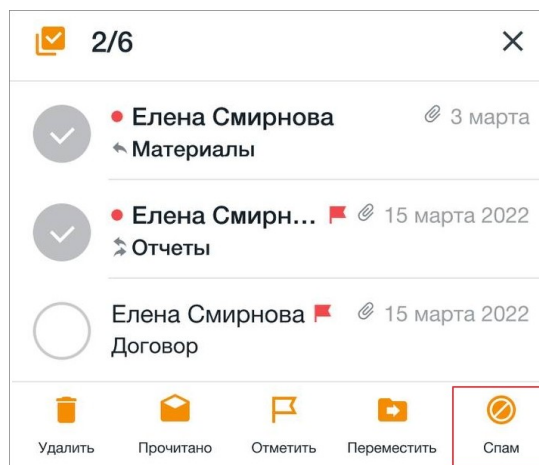 2/6
Елена Смирнова 3 марта
Материалы
Елена Смирн... 15 марта 2022
Отчеты
Елена Смирнова 15 марта 2022
Договор
Удалить Прочитано Отметить Переместить Спам